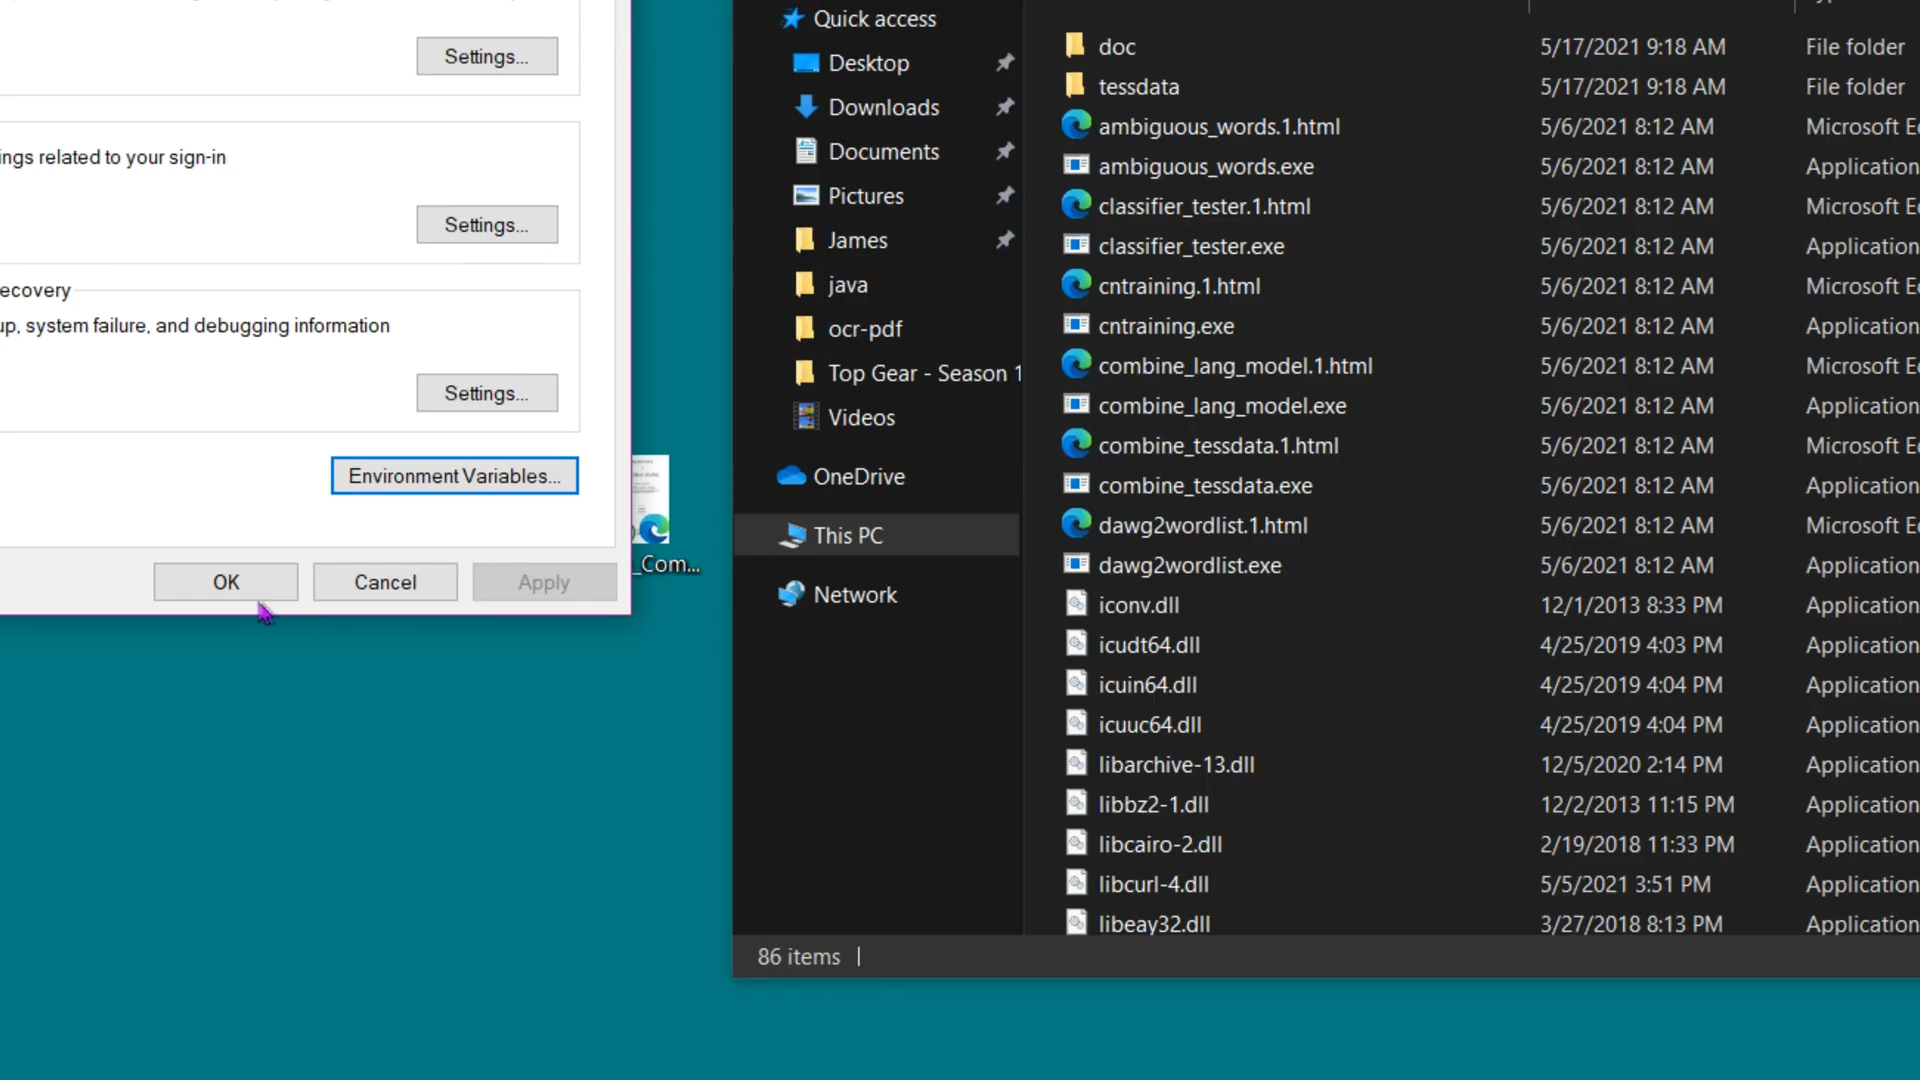 Settings...
ings related to your sign-in
Settings...
ecovery
up, system failure, and debugging information
Settings...
Environment Variables...
OK
Cancel
Apply
_Com...
Quick access
Desktop
Downloads
Documents
Pictures
James
java
ocr-pdf
Top Gear - Season 1
Videos
OneDrive
This PC
Network
doc 5/17/2021 9:18 AM File folder
tessdata 5/17/2021 9:18 AM File folder
ambiguous_words.1.html 5/6/2021 8:12 AM Microsoft Ed
ambiguous_words.exe 5/6/2021 8:12 AM Application
classifier_tester.1.html 5/6/2021 8:12 AM Microsoft Ed
classifier_tester.exe 5/6/2021 8:12 AM Application
cntraining.1.html 5/6/2021 8:12 AM Microsoft Ed
cntraining.exe 5/6/2021 8:12 AM Application
combine_lang_model.1.html 5/6/2021 8:12 AM Microsoft Ed
combine_lang_model.exe 5/6/2021 8:12 AM Application
combine_tessdata.1.html 5/6/2021 8:12 AM Microsoft Ed
combine_tessdata.exe 5/6/2021 8:12 AM Application
dawg2wordlist.1.html 5/6/2021 8:12 AM Microsoft Ed
dawg2wordlist.exe 5/6/2021 8:12 AM Application
iconv.dll 12/1/2013 8:33 PM Application
icudt64.dll 4/25/2019 4:03 PM Application
icuin64.dll 4/25/2019 4:04 PM Application
icuuc64.dll 4/25/2019 4:04 PM Application
libarchive-13.dll 12/5/2020 2:14 PM Application
libbz2-1.dll 12/2/2013 11:15 PM Application
libcairo-2.dll 2/19/2018 11:33 PM Application
libcurl-4.dll 5/5/2021 3:51 PM Application
libeay32.dll 3/27/2018 8:13 PM Application
86 items